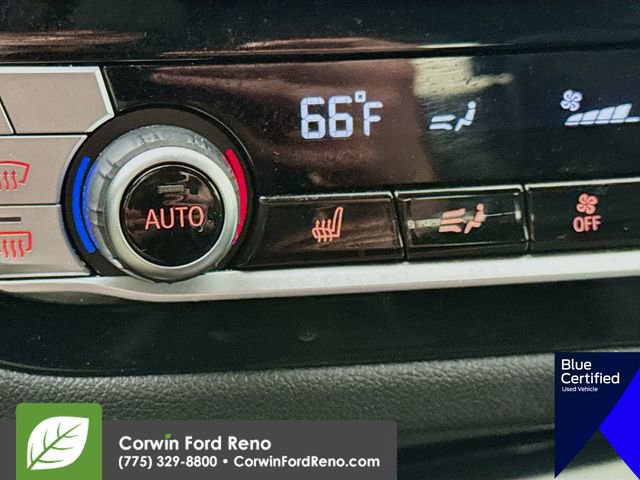 66°F
AUTO
OFF
Blue
Certified
Used Vehicle
Corwin Ford Reno
(775) 329-8800 • CorwinFordReno.com